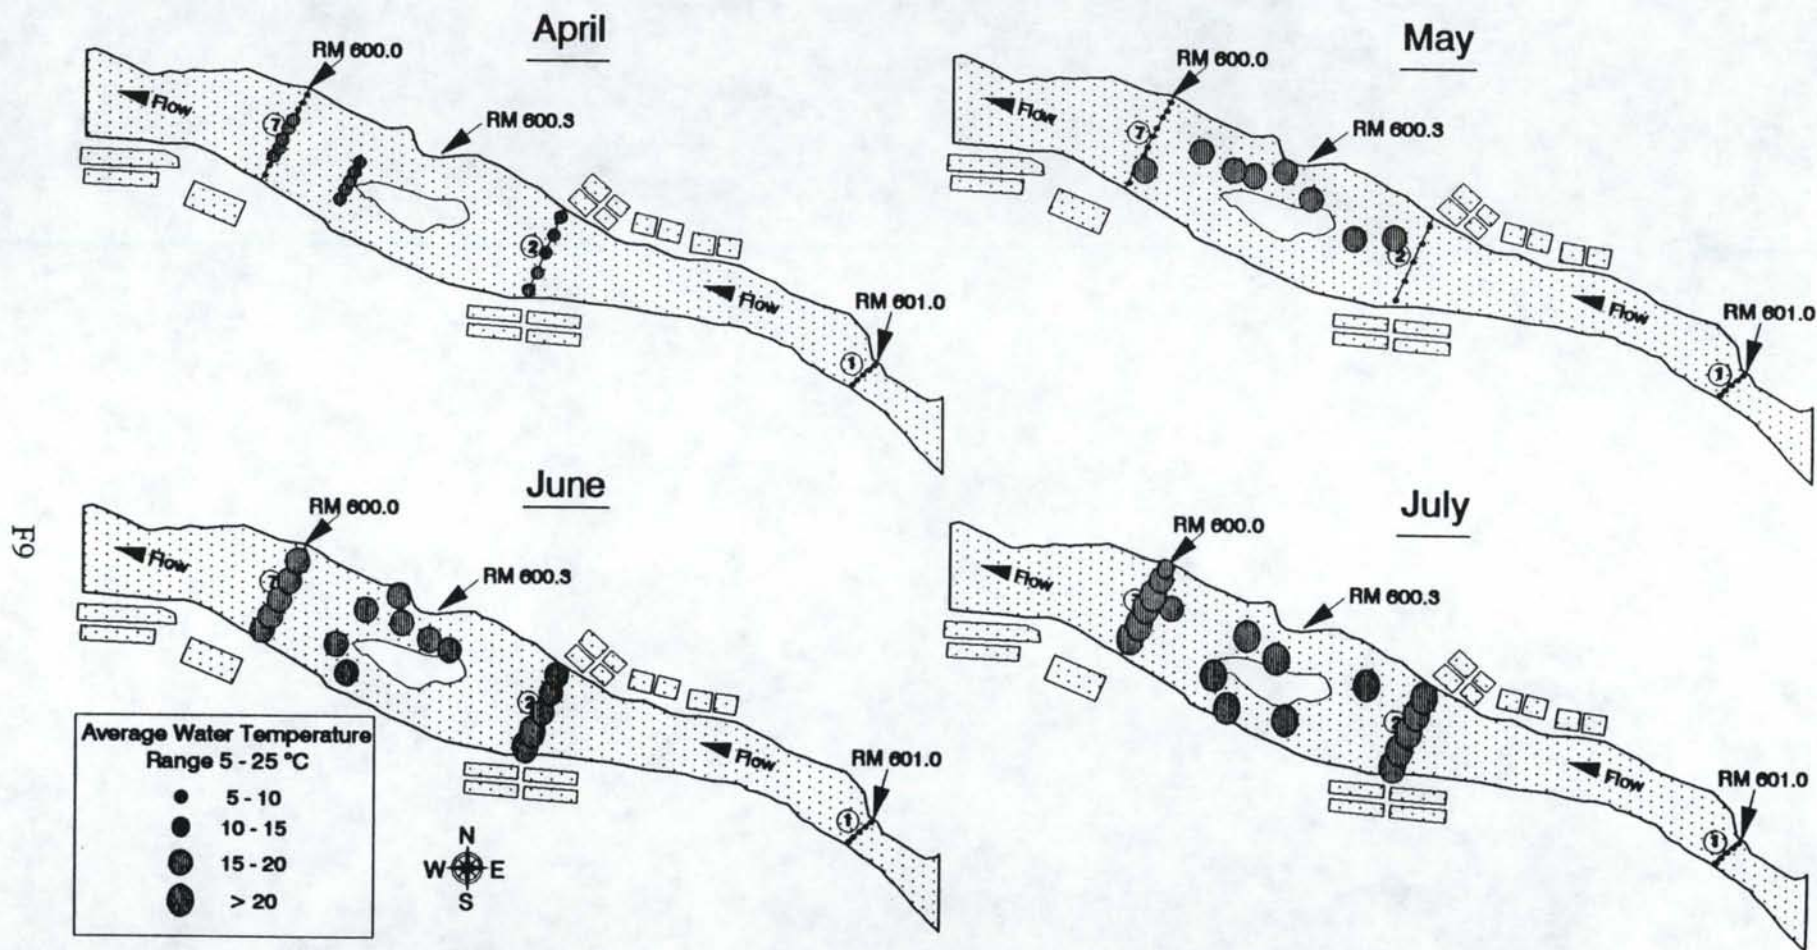 April
RM 600.0
Flow
7
RM 600.3
2
Flow
RM 601.0
1
May
RM 600.0
Flow
7
RM 600.3
2
Flow
RM 601.0
1
June
RM 600.0
Flow
7
RM 600.3
2
Flow
RM 601.0
1
July
RM 600.0
Flow
RM 600.3
2
Flow
RM 601.0
1
Average Water Temperature
Range 5 - 25 °C
5 - 10
10 - 15
15 - 20
> 20
N
W E
S
F9